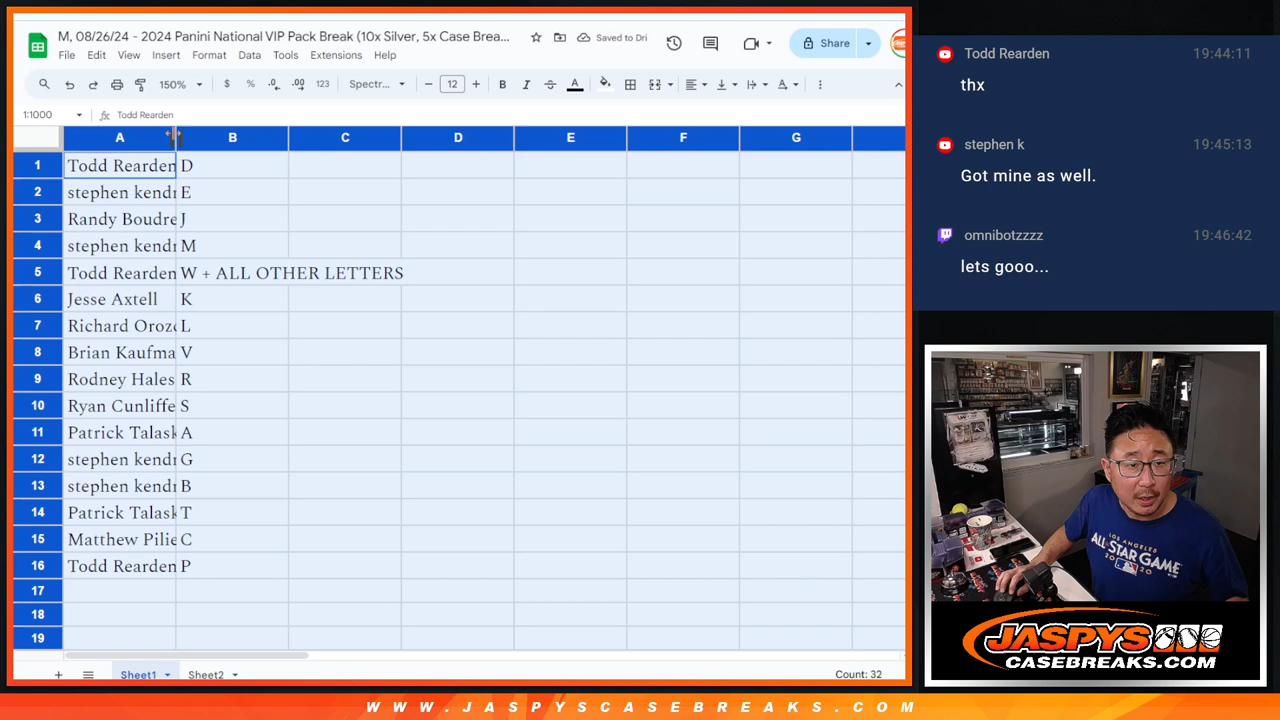 M, 08/26/24 - 2024 Panini National VIP Pack Break (10x Silver, 5x Case Brea... Saved to Dri
File Edit View Insert Format Data Tools Extensions Help
Share
150% $ % .0 .00 123 Spectr... 12 B I A
1:1000 fx Todd Rearden
A B C D E F G
1 Todd Rearden D
2 stephen kendr E
3 Randy Boudre J
4 stephen kendr M
5 Todd Rearden W + ALL OTHER LETTERS
6 Jesse Axtell K
7 Richard Orozc L
8 Brian Kaufma V
9 Rodney Hales R
10 Ryan Cunliffe S
11 Patrick Talask A
12 stephen kendr G
13 stephen kendr B
14 Patrick Talask T
15 Matthew Pilie C
16 Todd Rearden P
17
18
19
Sheet1 Sheet2 Count: 32
Todd Rearden 19:44:11
thx
stephen k 19:45:13
Got mine as well.
omnibotzzzz 19:46:42
lets gooo...
LOS ANGELES
ALL-STAR GAME
2020
JASPYS
CASEBREAKS.COM
WWW.JASPYSCASEBREAKS.COM